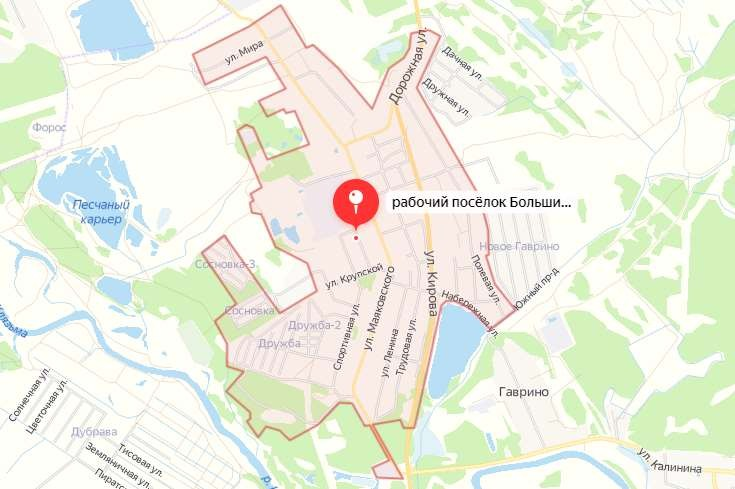 ул. Мира
Дорожная ул.
Дачная ул.
Дружная ул.
Форос
Песчаный
карьер
рабочий посёлок Больши...
Новое Гаврино
Сосновка-3
ул. Крупской
ул. Кирова
Полевая ул.
Южный пр-д
Набережная ул.
Сосновка
Дружба-2
Дружба
Спортивная ул.
ул. Маяковского
ул. Ленина
Трудовая ул.
Клязьма
Солнечная ул.
Цветочная ул.
Гаврино
Дубрава
Тисовая ул.
Земляничная ул.
ул. Калинина